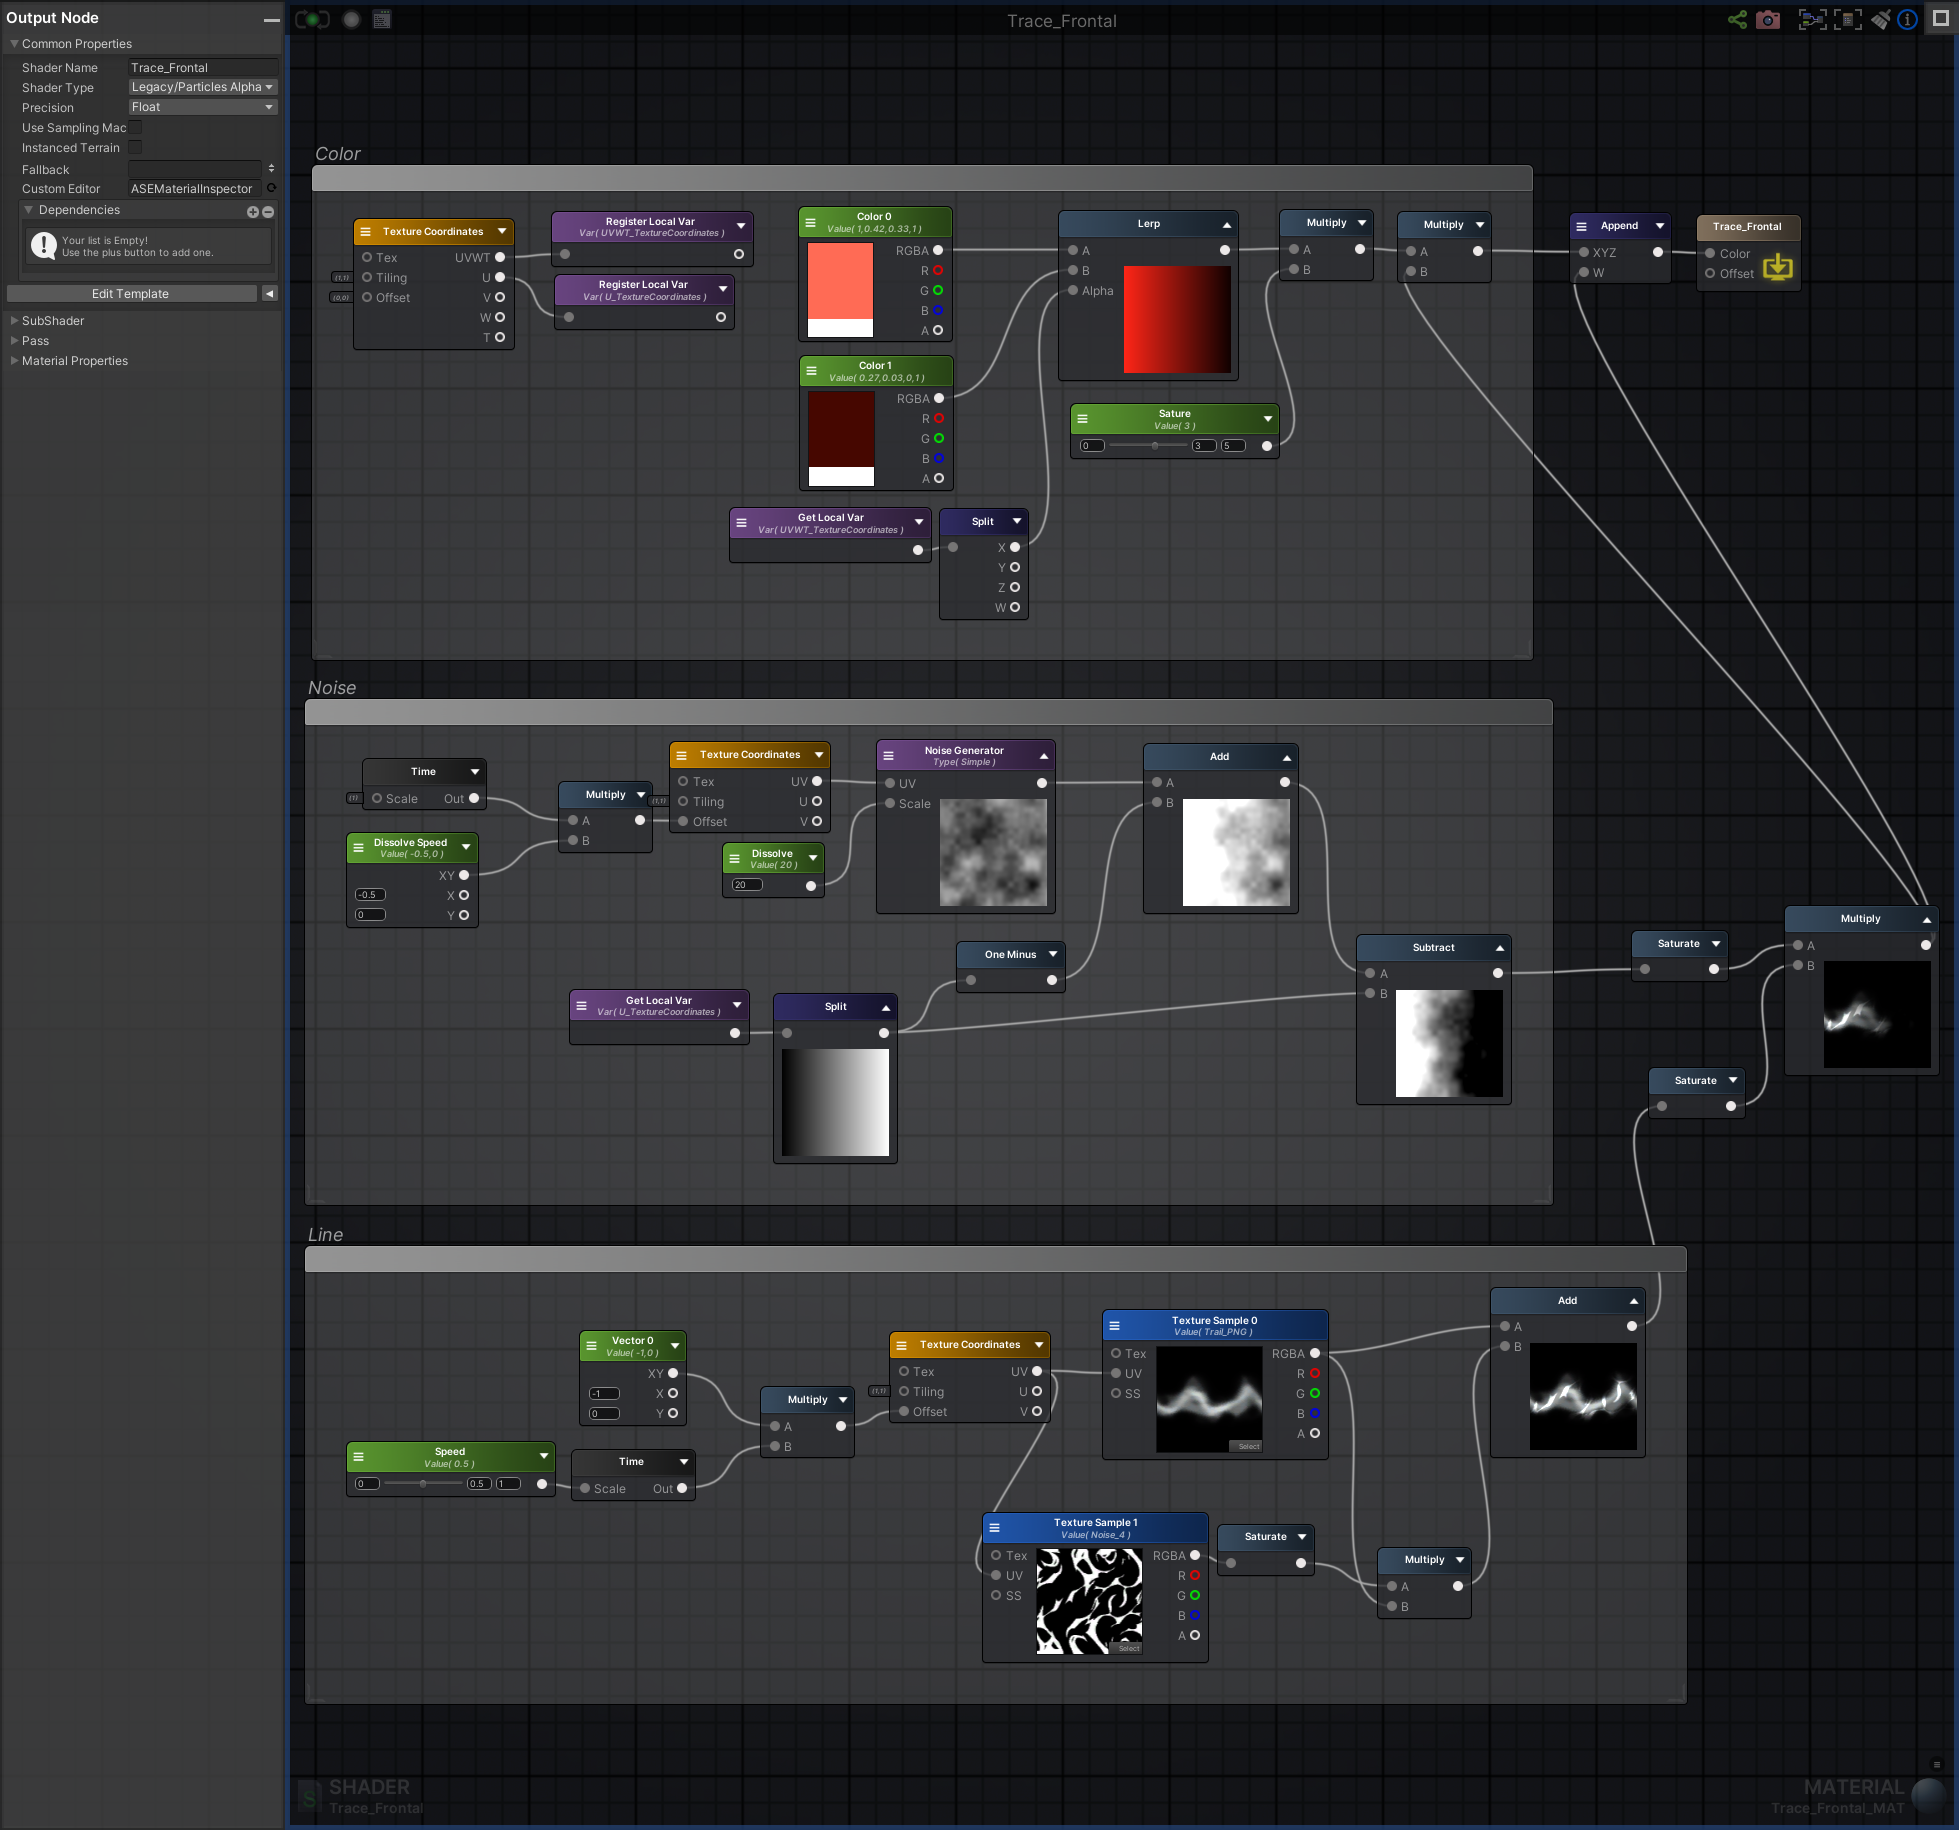 Output Node
Common Properties
Shader Name Trace_Frontal
Shader Type Legacy/Particles Alpha
Precision Float
Use Sampling Mac
Instanced Terrain
Fallback
Custom Editor ASEMaterialInspector
Dependencies
Your list is Empty!
Use the plus button to add one.
Edit Template
SubShader
Pass
Material Properties
Trace_Frontal
Color
Texture Coordinates
Tex UVWT
(1,1) Tiling U
(0,0) Offset V
W
T
Register Local Var
Var( UVWT_TextureCoordinates )
Register Local Var
Var( U_TextureCoordinates )
Color 0
Value( 1,0.42,0.33,1 )
RGBA
R
G
B
A
Color 1
Value( 0.27,0.03,0,1 )
RGBA
R
G
B
A
Get Local Var
Var( UVWT_TextureCoordinates )
Split
X
Y
Z
W
Lerp
A
B
Alpha
Sature
Value( 3 )
0 3 5
Multiply
A
B
Multiply
A
B
Append
XYZ
W
Trace_Frontal
Color
Offset
Noise
Time
(1) Scale Out
Dissolve Speed
Value( -0.5,0 )
XY
-0.5 X
0 Y
Multiply
A
B
Texture Coordinates
Tex UV
(1,1) Tiling U
Offset V
Dissolve
Value( 20 )
20
Noise Generator
Type( Simple )
UV
Scale
Add
A
B
One Minus
Get Local Var
Var( U_TextureCoordinates )
Split
Subtract
A
B
Saturate
Saturate
Multiply
A
B
Line
Vector 0
Value( -1,0 )
XY
-1 X
0 Y
Speed
Value( 0.5 )
0 0.5 1
Time
Scale Out
Multiply
A
B
Texture Coordinates
Tex UV
(1,1) Tiling U
Offset V
Texture Sample 0
Value( Trail_PNG )
Tex RGBA
UV R
SS G
B
A
Select
Texture Sample 1
Value( Noise_4 )
Tex RGBA
UV R
SS G
B
A
Select
Saturate
Multiply
A
B
Add
A
B
S
SHADER
Trace_Frontal
MATERIAL
Trace_Frontal_MAT